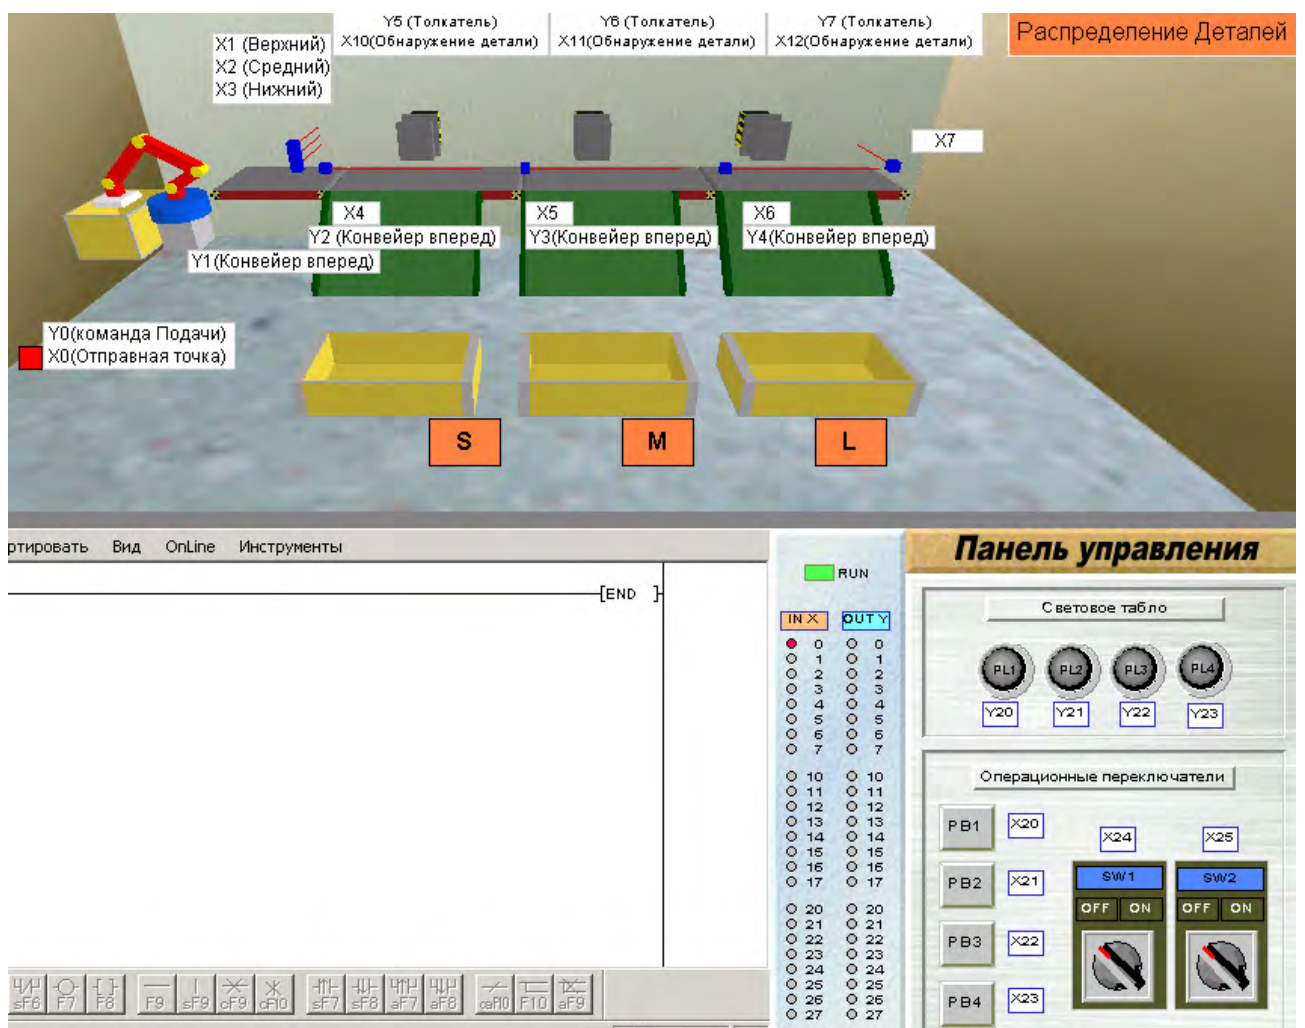 Y5 (Толкатель)
X10(Обнаружение детали)
Y6 (Толкатель)
X11(Обнаружение детали)
Y7 (Толкатель)
X12(Обнаружение детали)
Распределение Деталей
X1 (Верхний)
X2 (Средний)
X3 (Нижний)
X7
X4
Y2 (Конвейер вперед)
X5
Y3(Конвейер вперед)
X6
Y4(Конвейер вперед)
Y1(Конвейер вперед)
Y0(команда Подачи)
X0(Отправная точка)
S
M
L
ртировать Вид OnLine Инструменты
[END ]
RUN
IN X OUT Y
0 0
1 1
2 2
3 3
4 4
5 5
6 6
7 7
10 10
11 11
12 12
13 13
14 14
15 15
16 16
17 17
20 20
21 21
22 22
23 23
24 24
25 25
26 26
27 27
Панель управления
Световое табло
PL1 PL2 PL3 PL4
Y20 Y21 Y22 Y23
Операционные переключатели
PB1 X20
PB2 X21
PB3 X22
PB4 X23
X24 X25
SW1 SW2
OFF ON OFF ON
sF6 F7 F8 F9 sF9 cF9 cF10 sF7 sF8 aF7 aF8 caF10 F10 aF9